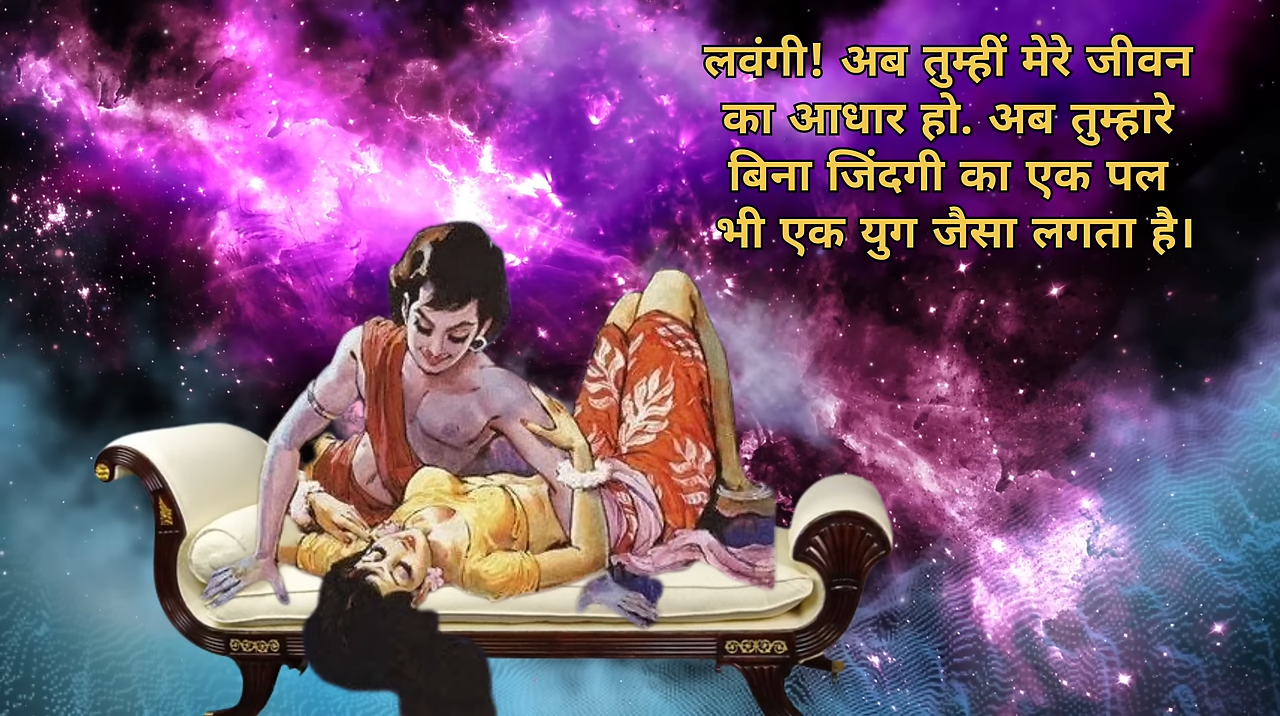 लवंगी! अब तुम्हीं मेरे जीवन
का आधार हो. अब तुम्हारे
बिना जिंदगी का एक पल
भी एक युग जैसा लगता है।